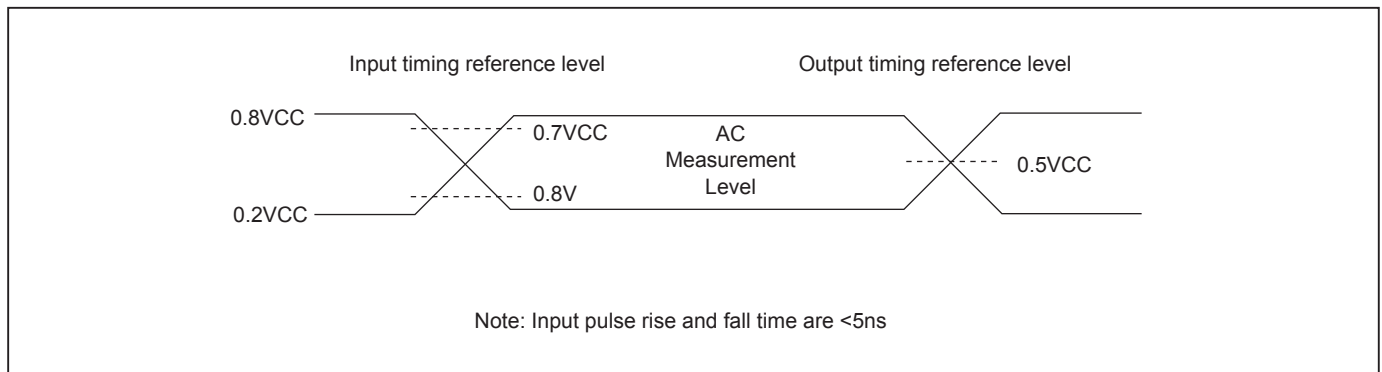 Input timing reference level
Output timing reference level
0.8VCC
0.7VCC
AC
Measurement
Level
0.5VCC
0.8V
0.2VCC
Note: Input pulse rise and fall time are <5ns